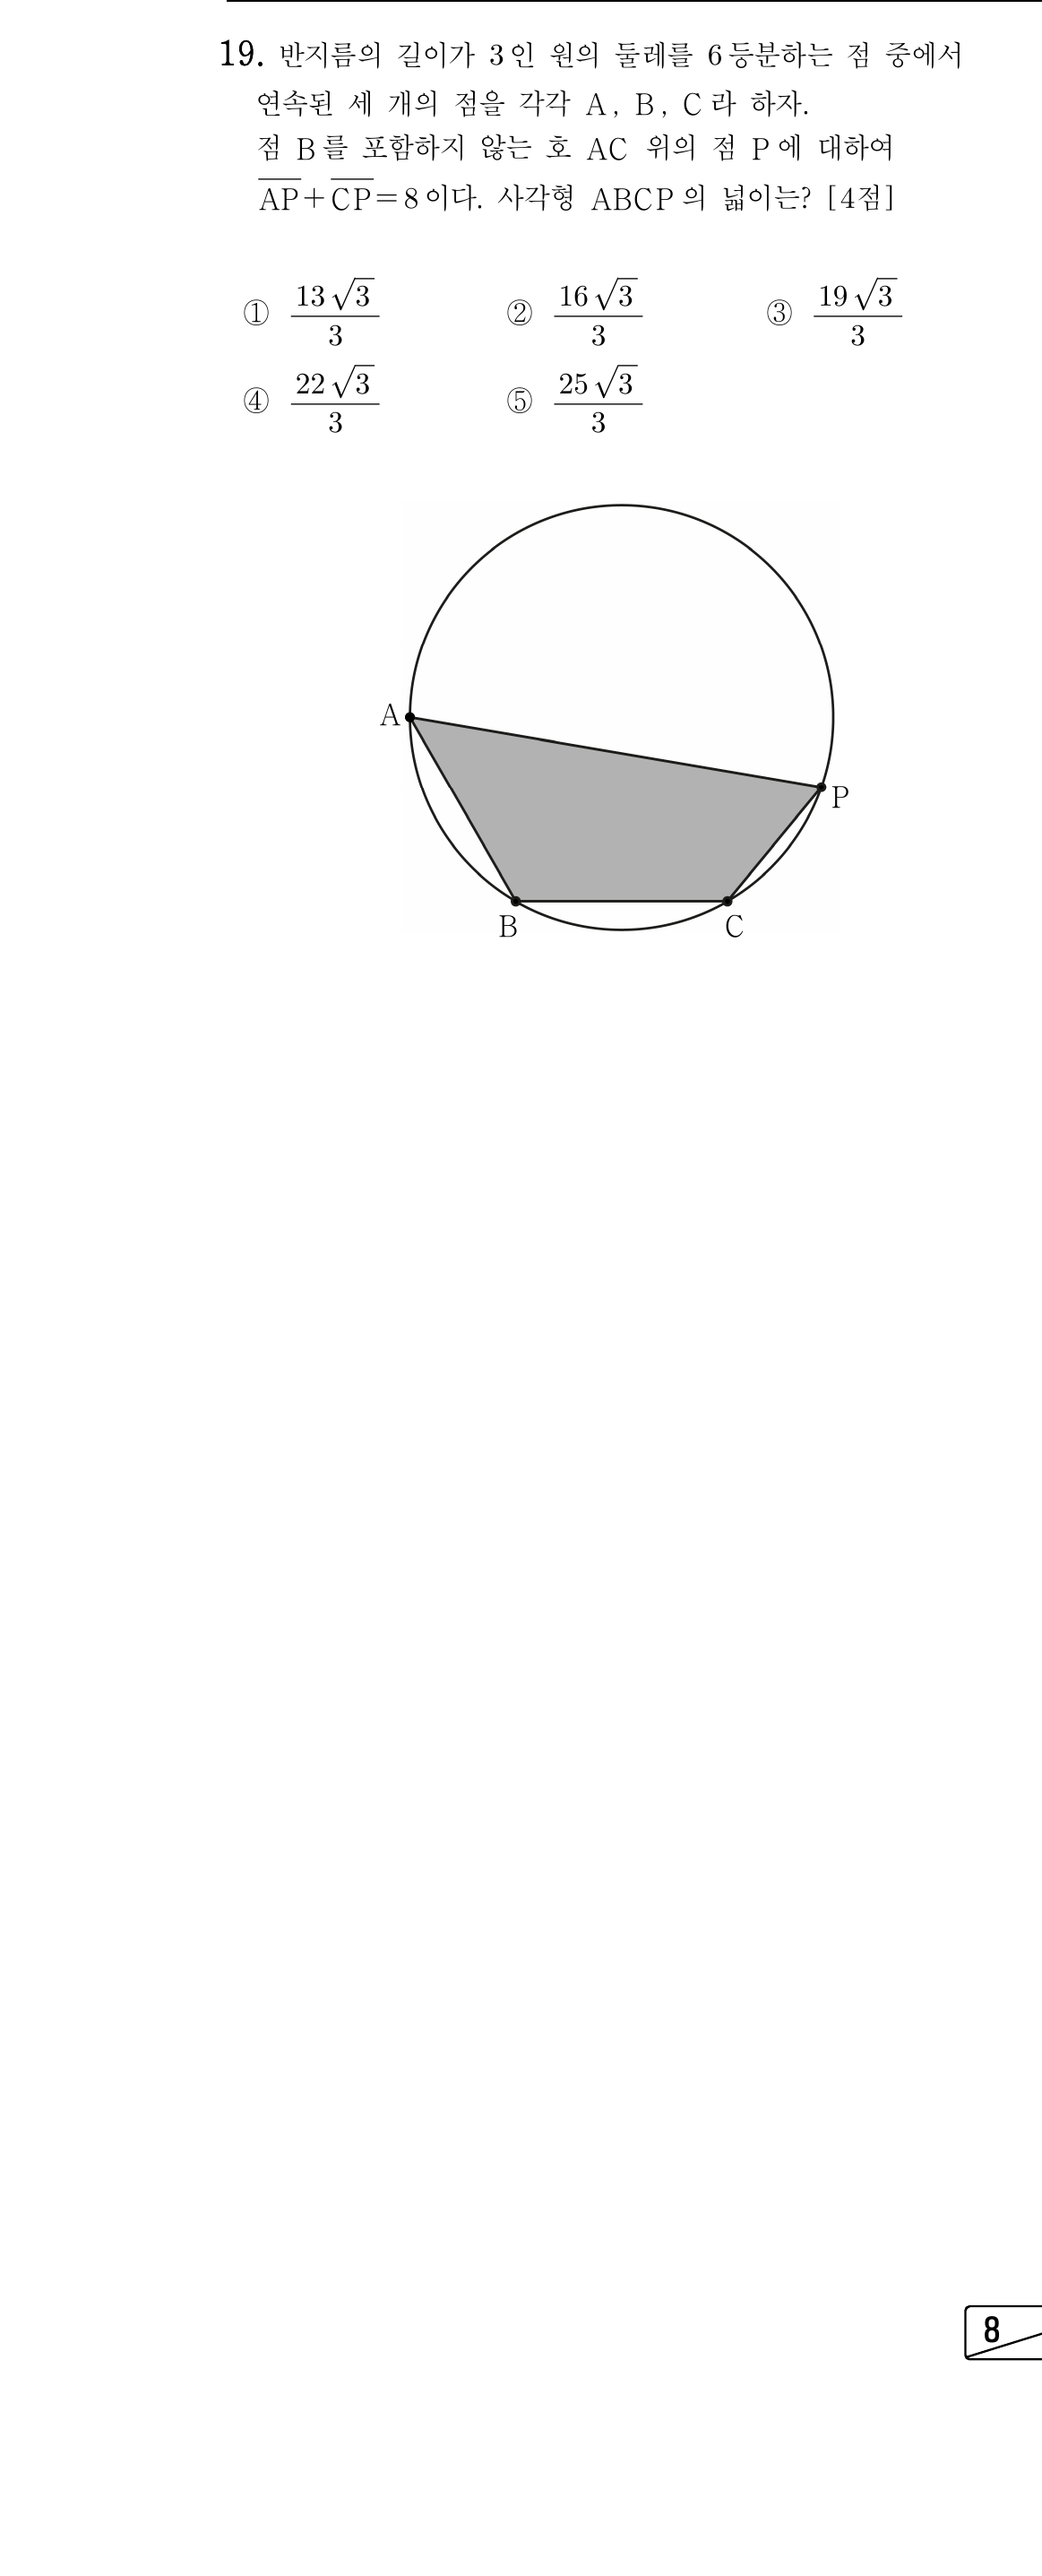 19. 반지름의 길이가 3인 원의 둘레를 6등분하는 점 중에서
연속된 세 개의 점을 각각 A, B, C라 하자.
점 B를 포함하지 않는 호 AC 위의 점 P에 대하여
$\overline{AP}+\overline{CP}=8$이다. 사각형 ABCP의 넓이는? [4점]
① $\frac{13\sqrt{3}}{3}$ ② $\frac{16\sqrt{3}}{3}$ ③ $\frac{19\sqrt{3}}{3}$
④ $\frac{22\sqrt{3}}{3}$ ⑤ $\frac{25\sqrt{3}}{3}$
A
P
B C
8